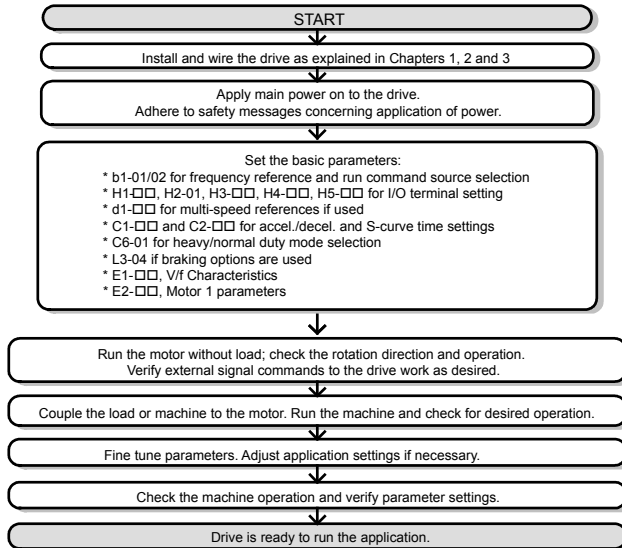 START
Install and wire the drive as explained in Chapters 1, 2 and 3
Apply main power on to the drive.
Adhere to safety messages concerning application of power.
Set the basic parameters:
* b1-01/02 for frequency reference and run command source selection
* H1-□□, H2-01, H3-□□, H4-□□, H5-□□ for I/O terminal setting
* d1-□□ for multi-speed references if used
* C1-□□ and C2-□□ for accel./decel. and S-curve time settings
* C6-01 for heavy/normal duty mode selection
* L3-04 if braking options are used
* E1-□□, V/f Characteristics
* E2-□□, Motor 1 parameters
Run the motor without load; check the rotation direction and operation.
Verify external signal commands to the drive work as desired.
Couple the load or machine to the motor. Run the machine and check for desired operation.
Fine tune parameters. Adjust application settings if necessary.
Check the machine operation and verify parameter settings.
Drive is ready to run the application.